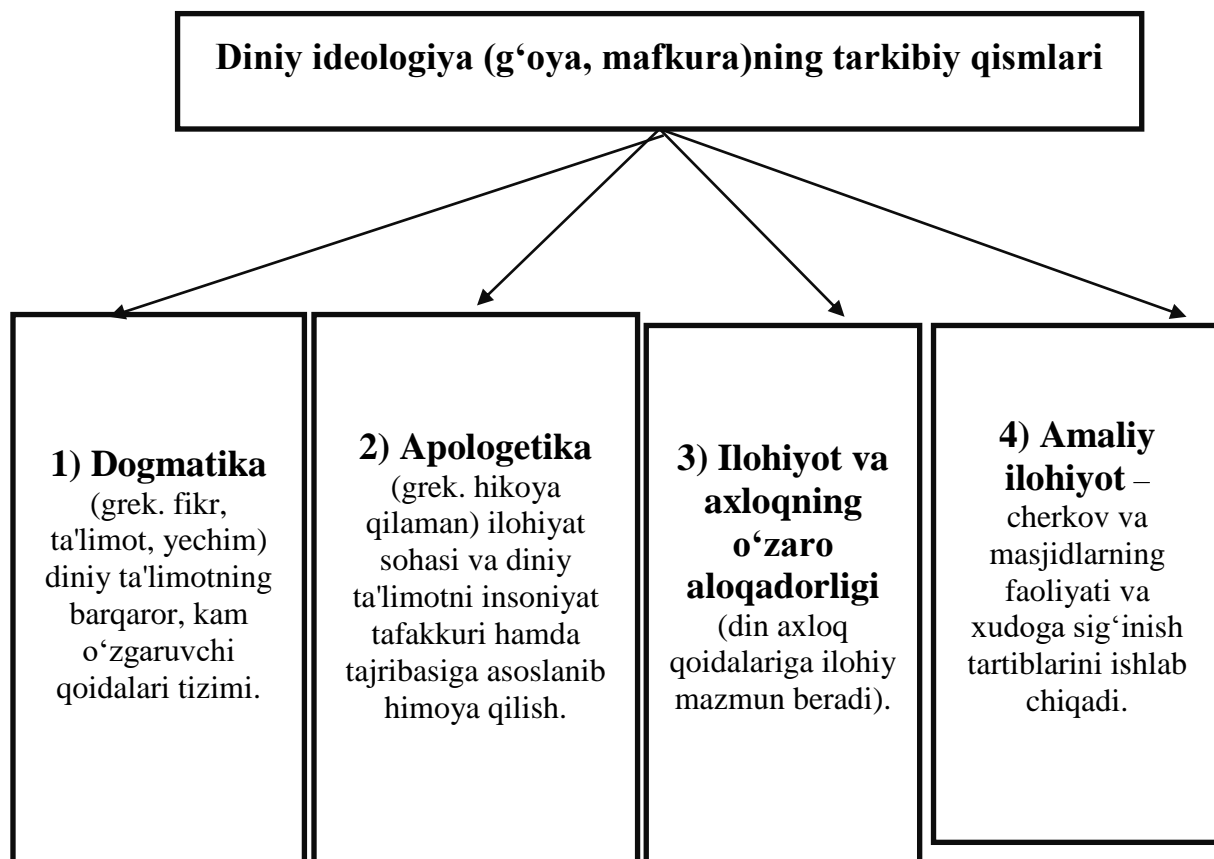 Diniy ideologiya (g‘oya, mafkura)ning tarkibiy qismlari
1) Dogmatika
(grek. fikr,
ta'limot, yechim)
diniy ta'limotning
barqaror, kam
o‘zgaruvchi
qoidalari tizimi.
2) Apologetika
(grek. hikoya
qilaman) ilohiyat
sohasi va diniy
ta'limotni insoniyat
tafakkuri hamda
tajribasiga asoslanib
himoya qilish.
3) Ilohiyot va
axloqning
o‘zaro
aloqadorligi
(din axloq
qoidalariga ilohiy
mazmun beradi).
4) Amaliy
ilohiyot –
cherkov va
masjidlarning
faoliyati va
xudoga sig‘inish
tartiblarini ishlab
chiqadi.